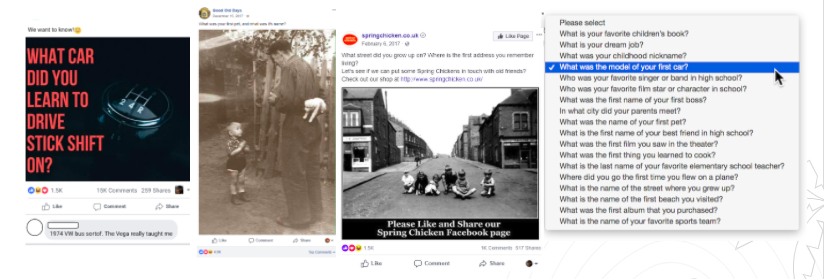 We want to know!
WHAT CAR
DID YOU
LEARN TO
DRIVE
STICK SHIFT
ON?
1.5K
15K Comments 259 Shares
Like
Comment
Share
1974 VW bus sortof. The Vega really taught me
Good Old Days
What was your first pet, and what was its name?
Like
Comment
Share
springchicken.co.uk
February 6, 2017
Like Page
What street did you grow up on? Where is the first address you remember
living?
Let's see if we can put some Spring Chickens in touch with old friends?
Check out our shop at http://www.springchicken.co.uk/
Please Like and Share our
Spring Chicken Facebook page
1.5K
Like
Comment
Share
Please select
What is your favorite children's book?
What is your dream job?
What was your childhood nickname?
✓ What was the model of your first car?
Who was your favorite singer or band in high school?
Who was your favorite film star or character in school?
What was the first name of your first boss?
In what city did your parents meet?
What was the name of your first pet?
What is the first name of your best friend in high school?
What was the first film you saw in the theater?
What was the first thing you learned to cook?
What is the last name of your favorite elementary school teacher?
Where did you go the first time you flew on a plane?
What is the name of the street where you grew up?
What is the name of the first beach you visited?
What was the first album that you purchased?
What is the name of your favorite sports team?